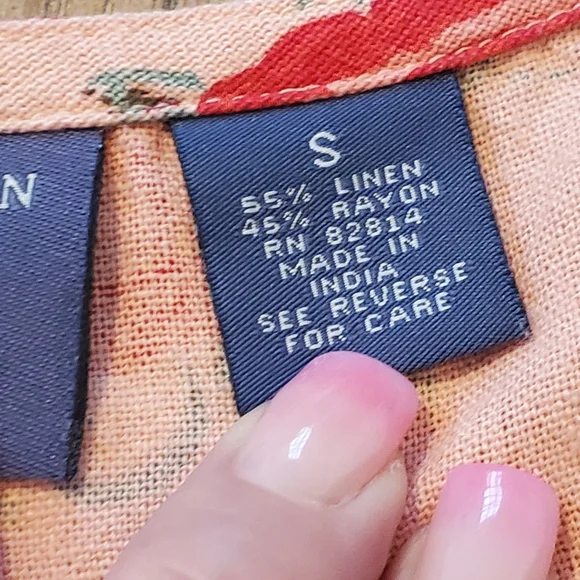 N
S
55% LINEN
45% RAYON
RN 82814
MADE IN
INDIA
SEE REVERSE
FOR CARE